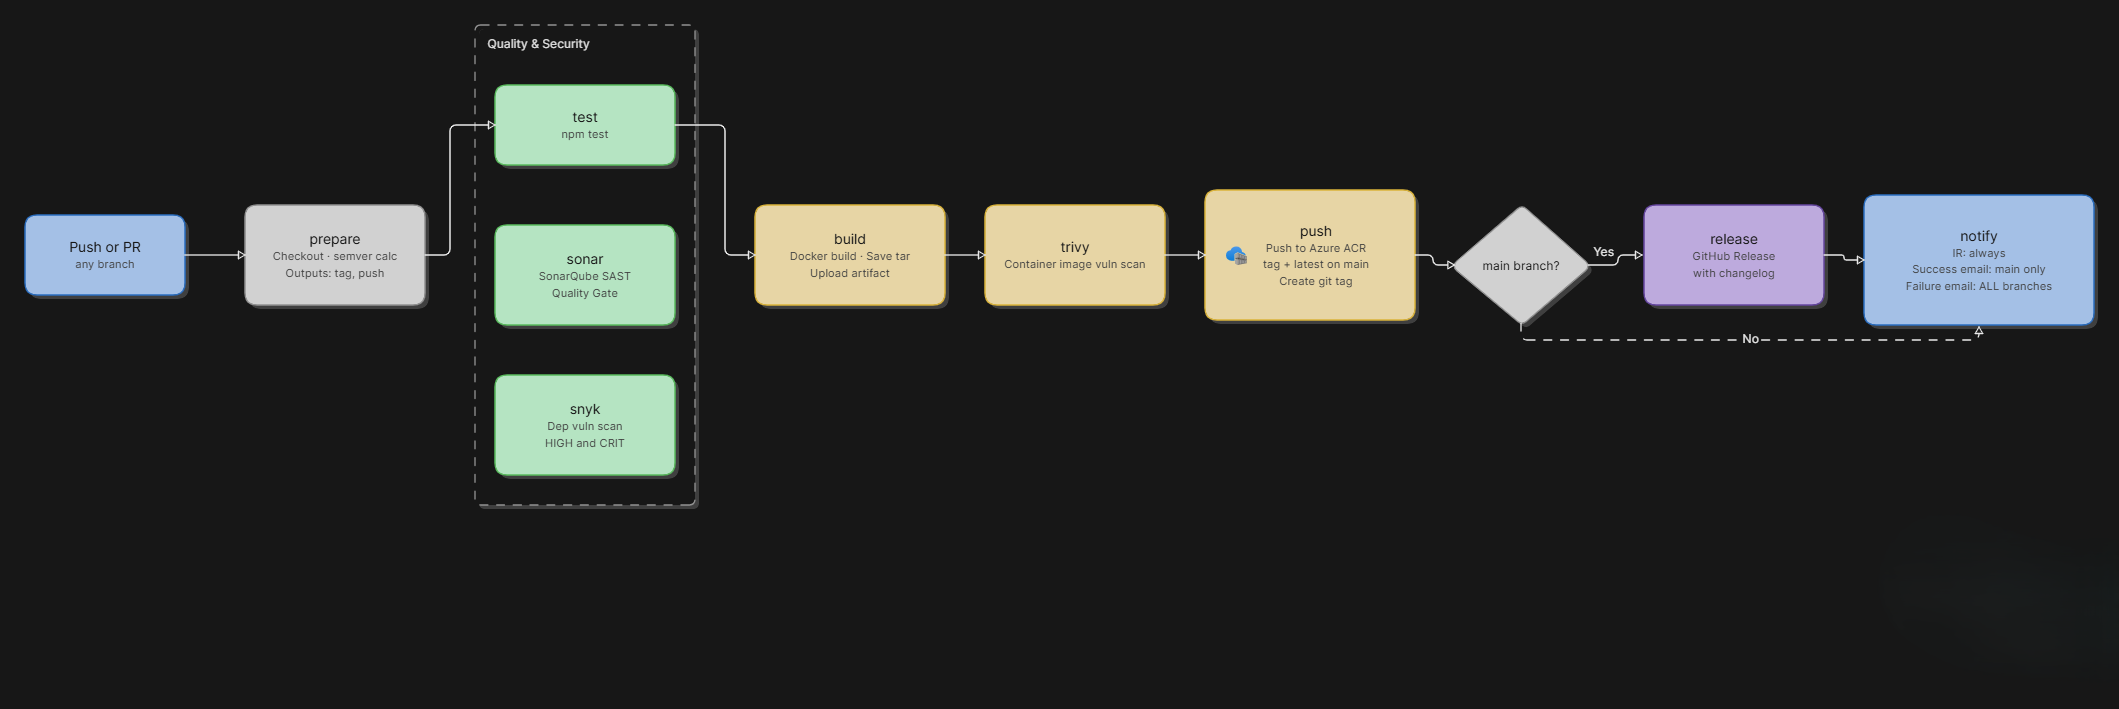 Quality & Security
test
npm test
Push or PR
any branch
prepare
Checkout · semver calc
Outputs: tag, push
sonar
SonarQube SAST
Quality Gate
snyk
Dep vuln scan
HIGH and CRIT
build
Docker build · Save tar
Upload artifact
trivy
Container image vuln scan
push
Push to Azure ACR
tag + latest on main
Create git tag
main branch?
Yes
No
release
GitHub Release
with changelog
notify
IR: always
Success email: main only
Failure email: ALL branches